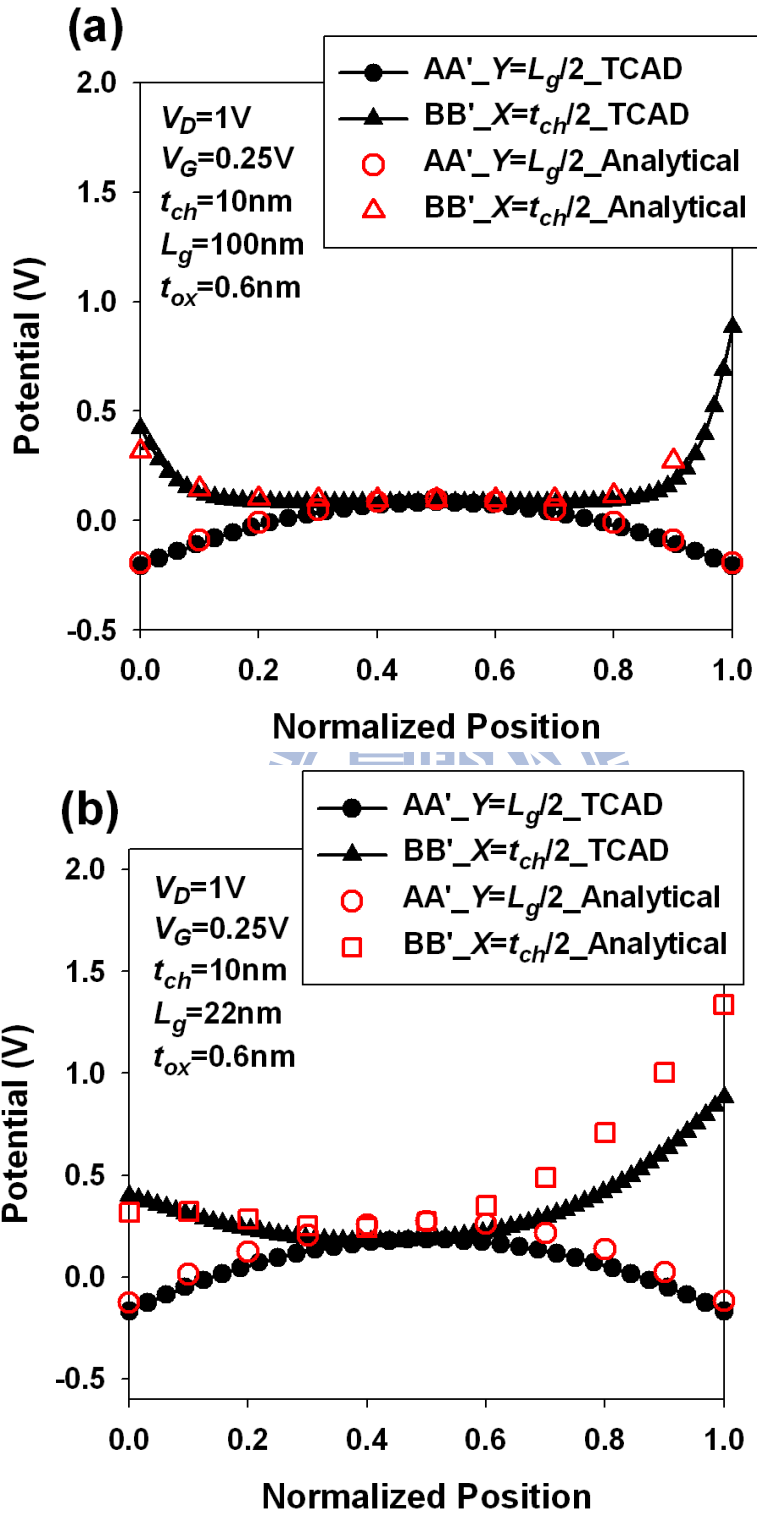 (a)
AA'_Y=Lg/2_TCAD
BB'_X=tch/2_TCAD
AA'_Y=Lg/2_Analytical
BB'_X=tch/2_Analytical
VD=1V
VG=0.25V
tch=10nm
Lg=100nm
tox=0.6nm
2.0
1.5
1.0
0.5
0.0
-0.5
Potential (V)
0.0 0.2 0.4 0.6 0.8 1.0
Normalized Position
(b)
AA'_Y=Lg/2_TCAD
BB'_X=tch/2_TCAD
AA'_Y=Lg/2_Analytical
BB'_X=tch/2_Analytical
VD=1V
VG=0.25V
tch=10nm
Lg=22nm
tox=0.6nm
2.0
1.5
1.0
0.5
0.0
-0.5
Potential (V)
0.0 0.2 0.4 0.6 0.8 1.0
Normalized Position